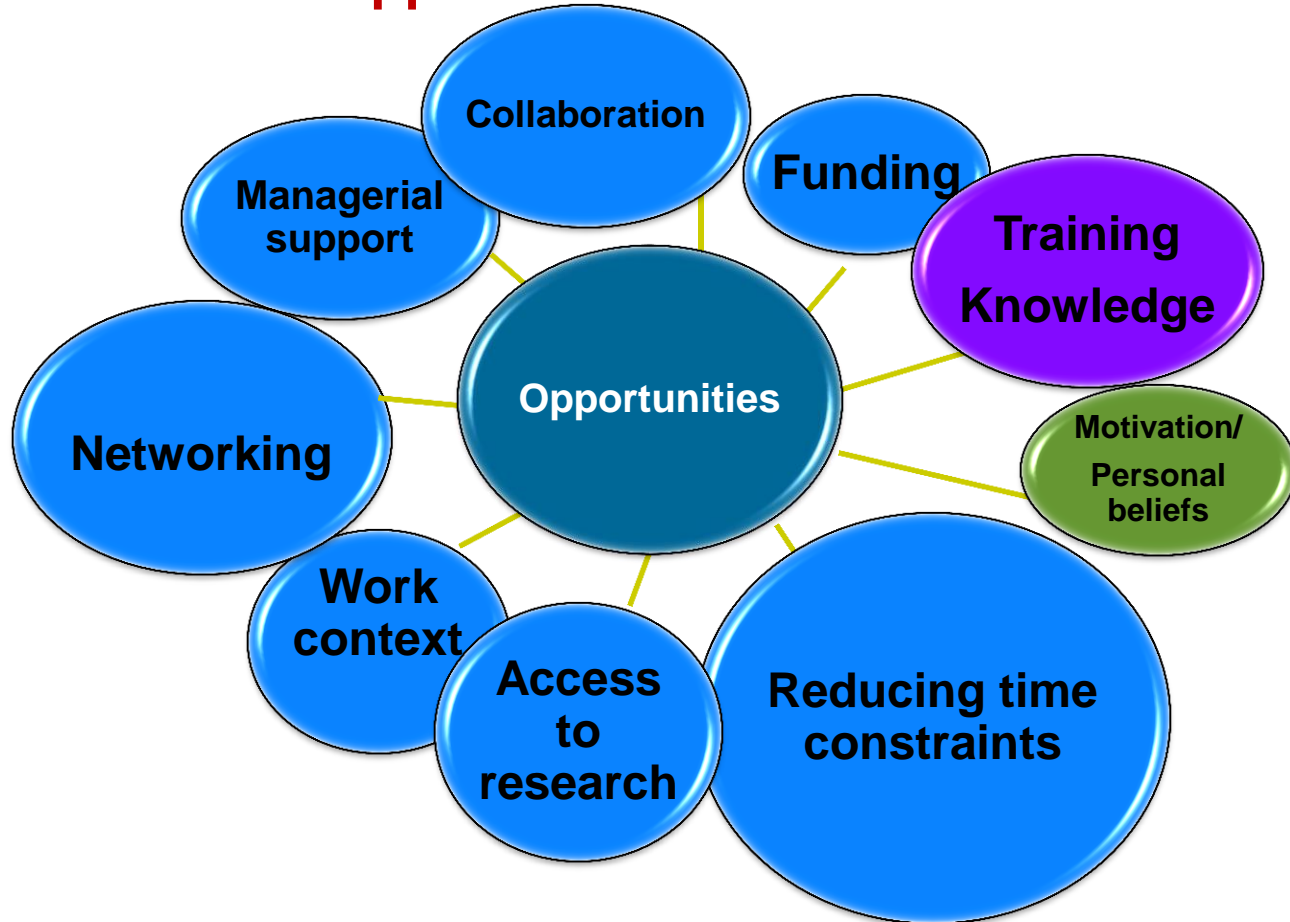 Collaboration
Funding
Managerial
support
Training
Knowledge
Opportunities
Networking
Motivation/
Personal
beliefs
Work
context
Access
to
research
Reducing time
constraints